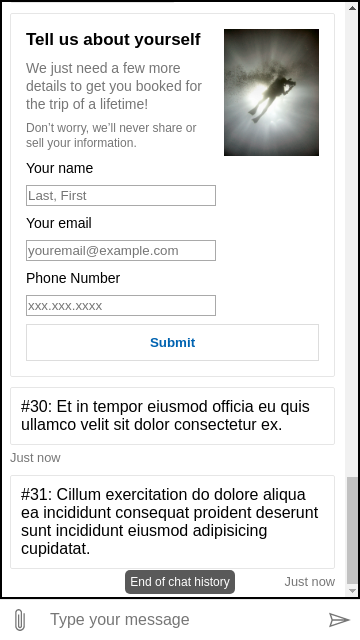 Tell us about yourself
We just need a few more
details to get you booked for
the trip of a lifetime!
Don’t worry, we’ll never share or
sell your information.
Your name
Last, First
Your email
youremail@example.com
Phone Number
xxx.xxx.xxxx
Submit
#30: Et in tempor eiusmod officia eu quis
ullamco velit sit dolor consectetur ex.
Just now
#31: Cillum exercitation do dolore aliqua
ea incididunt consequat proident deserunt
sunt incididunt eiusmod adipisicing
cupidatat.
End of chat history
Just now
Type your message